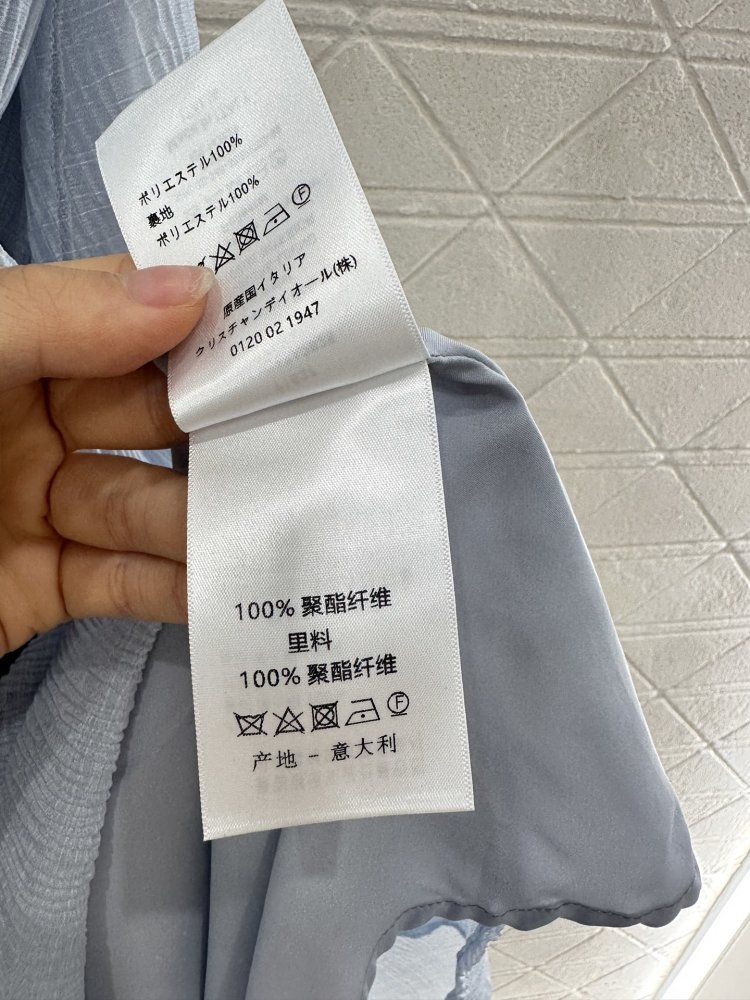 ポリエステル100%
裏地
ポリエステル100%
F
原産国イタリア
クリスチャンディオール(株)
0120 02 1947
100% 聚酯纤维
里料
100% 聚酯纤维
F
产地 - 意大利